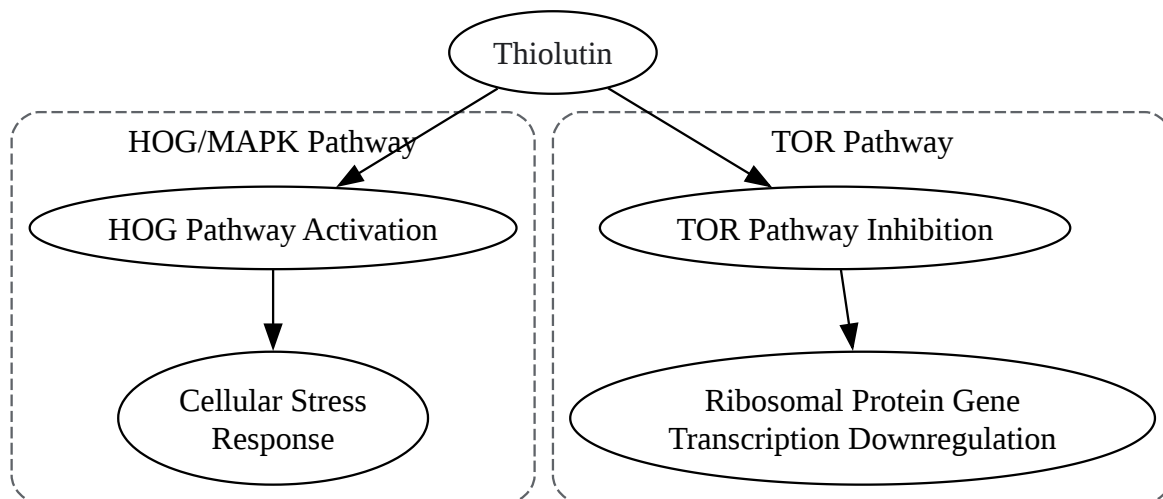 Thiolutin
HOG/MAPK Pathway
TOR Pathway
HOG Pathway Activation
TOR Pathway Inhibition
Cellular Stress
Response
Ribosomal Protein Gene
Transcription Downregulation